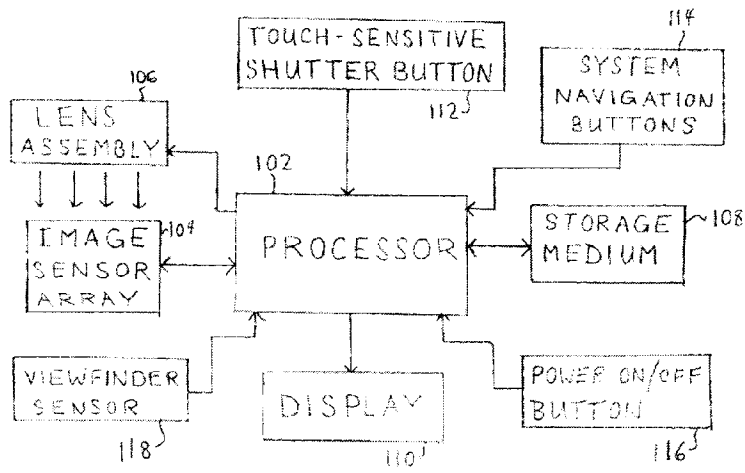 TOUCH-SENSITIVE
SHUTTER BUTTON
112
114
SYSTEM
NAVIGATION
BUTTONS
106
LENS
ASSEMBLY
102
PROCESSOR
104
IMAGE
SENSOR
ARRAY
STORAGE
MEDIUM
108
VIEWFINDER
SENSOR
118
DISPLAY
110
POWER ON/OFF
BUTTON
116